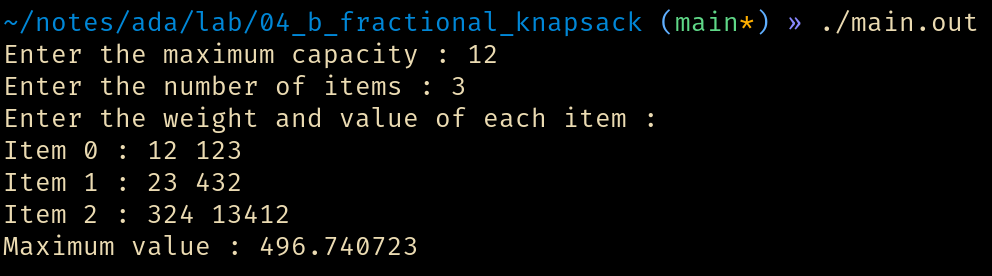 ~/notes/ada/lab/04_b_fractional_knapsack (main*) » ./main.out
Enter the maximum capacity : 12
Enter the number of items : 3
Enter the weight and value of each item :
Item 0 : 12 123
Item 1 : 23 432
Item 2 : 324 13412
Maximum value : 496.740723